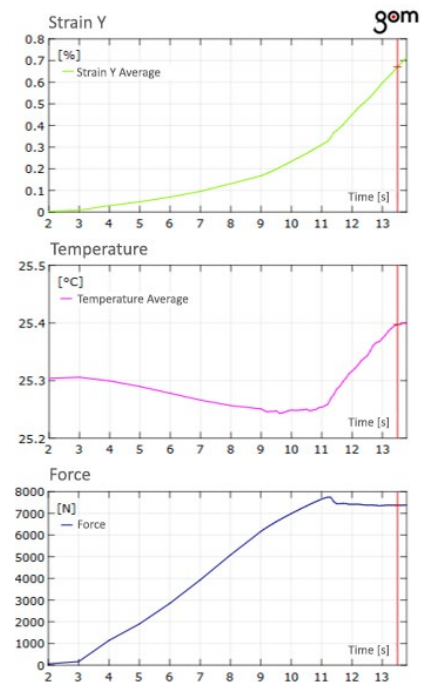 Strain Y
gom
0.8
[%]
0.7
Strain Y Average
0.6
0.5
0.4
0.3
0.2
0.1
Time [s]
0
2 3 4 5 6 7 8 9 10 11 12 13
Temperature
25.5
[°C]
Temperature Average
25.4
25.3
Time [s]
25.2
2 3 4 5 6 7 8 9 10 11 12 13
Force
8000
[N]
7000
Force
6000
5000
4000
3000
2000
1000
Time [s]
0
2 3 4 5 6 7 8 9 10 11 12 13